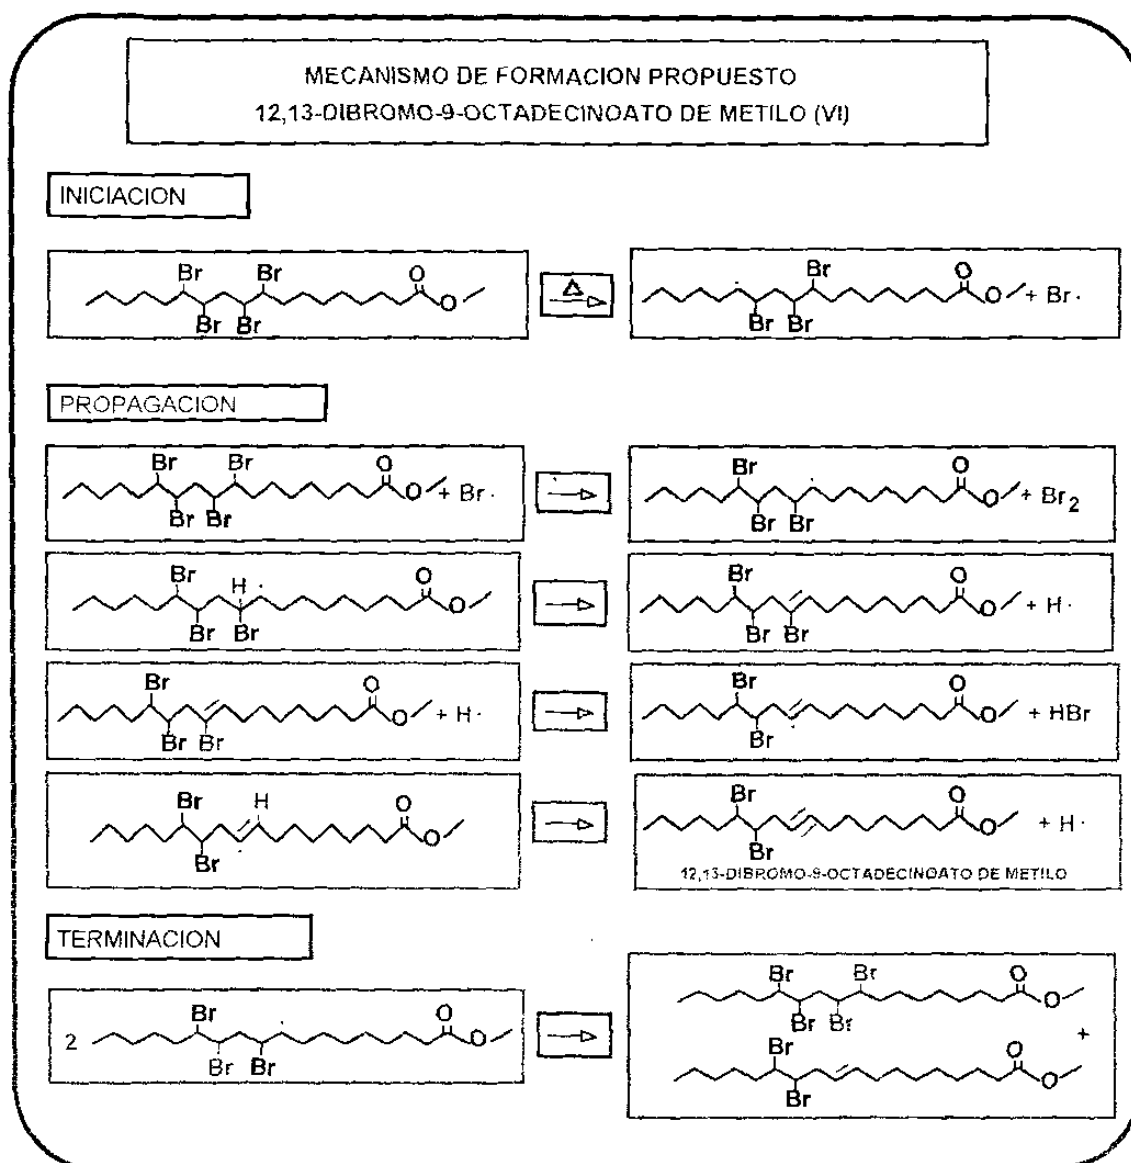 MECANISMO DE FORMACION PROPUESTO
12,13-DIBROMO-9-OCTADECINOATO DE METILO (VI)
INICIACION
Br Br O
O
Br Br
Δ
Br O
O + Br ·
Br Br
PROPAGACION
Br Br O
O + Br ·
Br Br
Br O
O + Br2
Br Br
Br H · O
O
Br Br
Br O
O + H ·
Br Br
Br O
O + H ·
Br Br
Br O
O + HBr
Br
Br H O
O
Br
Br O
O + H ·
Br
12,13-DIBROMO-9-OCTADECINOATO DE METILO
TERMINACION
2 Br O
O
Br Br
Br Br O
O
Br Br
+
Br O
O
Br